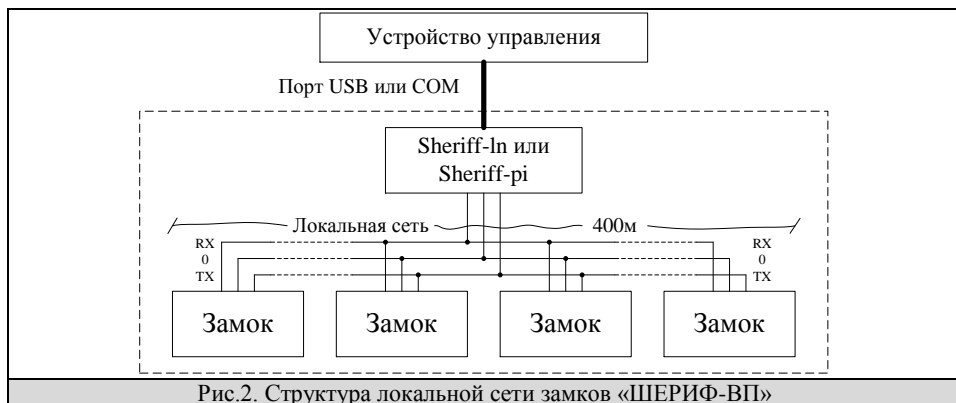 Устройство управления
Порт USB или COM
Sheriff-ln или
Sheriff-pi
Локальная сеть 400м
RX RX
0 0
TX TX
Замок Замок Замок Замок
Рис.2. Структура локальной сети замков «ШЕРИФ-ВП»